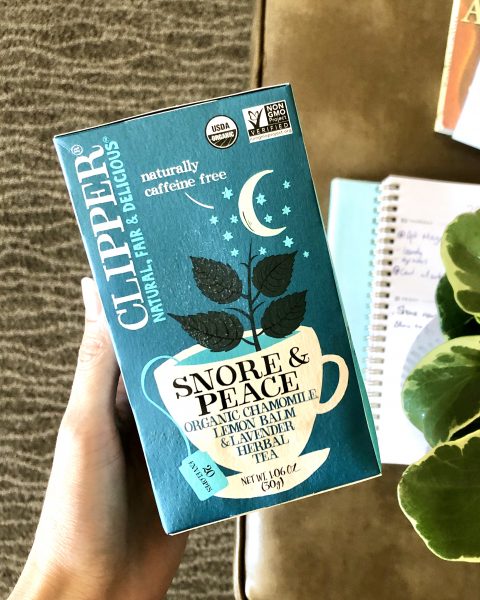 CLIPPER®
NATURAL, FAIR & DELICIOUS
USDA
ORGANIC
NON
GMO
Project
VERIFIED
naturally
caffeine free
SNORE &
PEACE
ORGANIC CHAMOMILE,
LEMON BALM
& LAVENDER
HERBAL
TEA
20
ENVELOPES
NET WT 1.06 OZ
(30g)